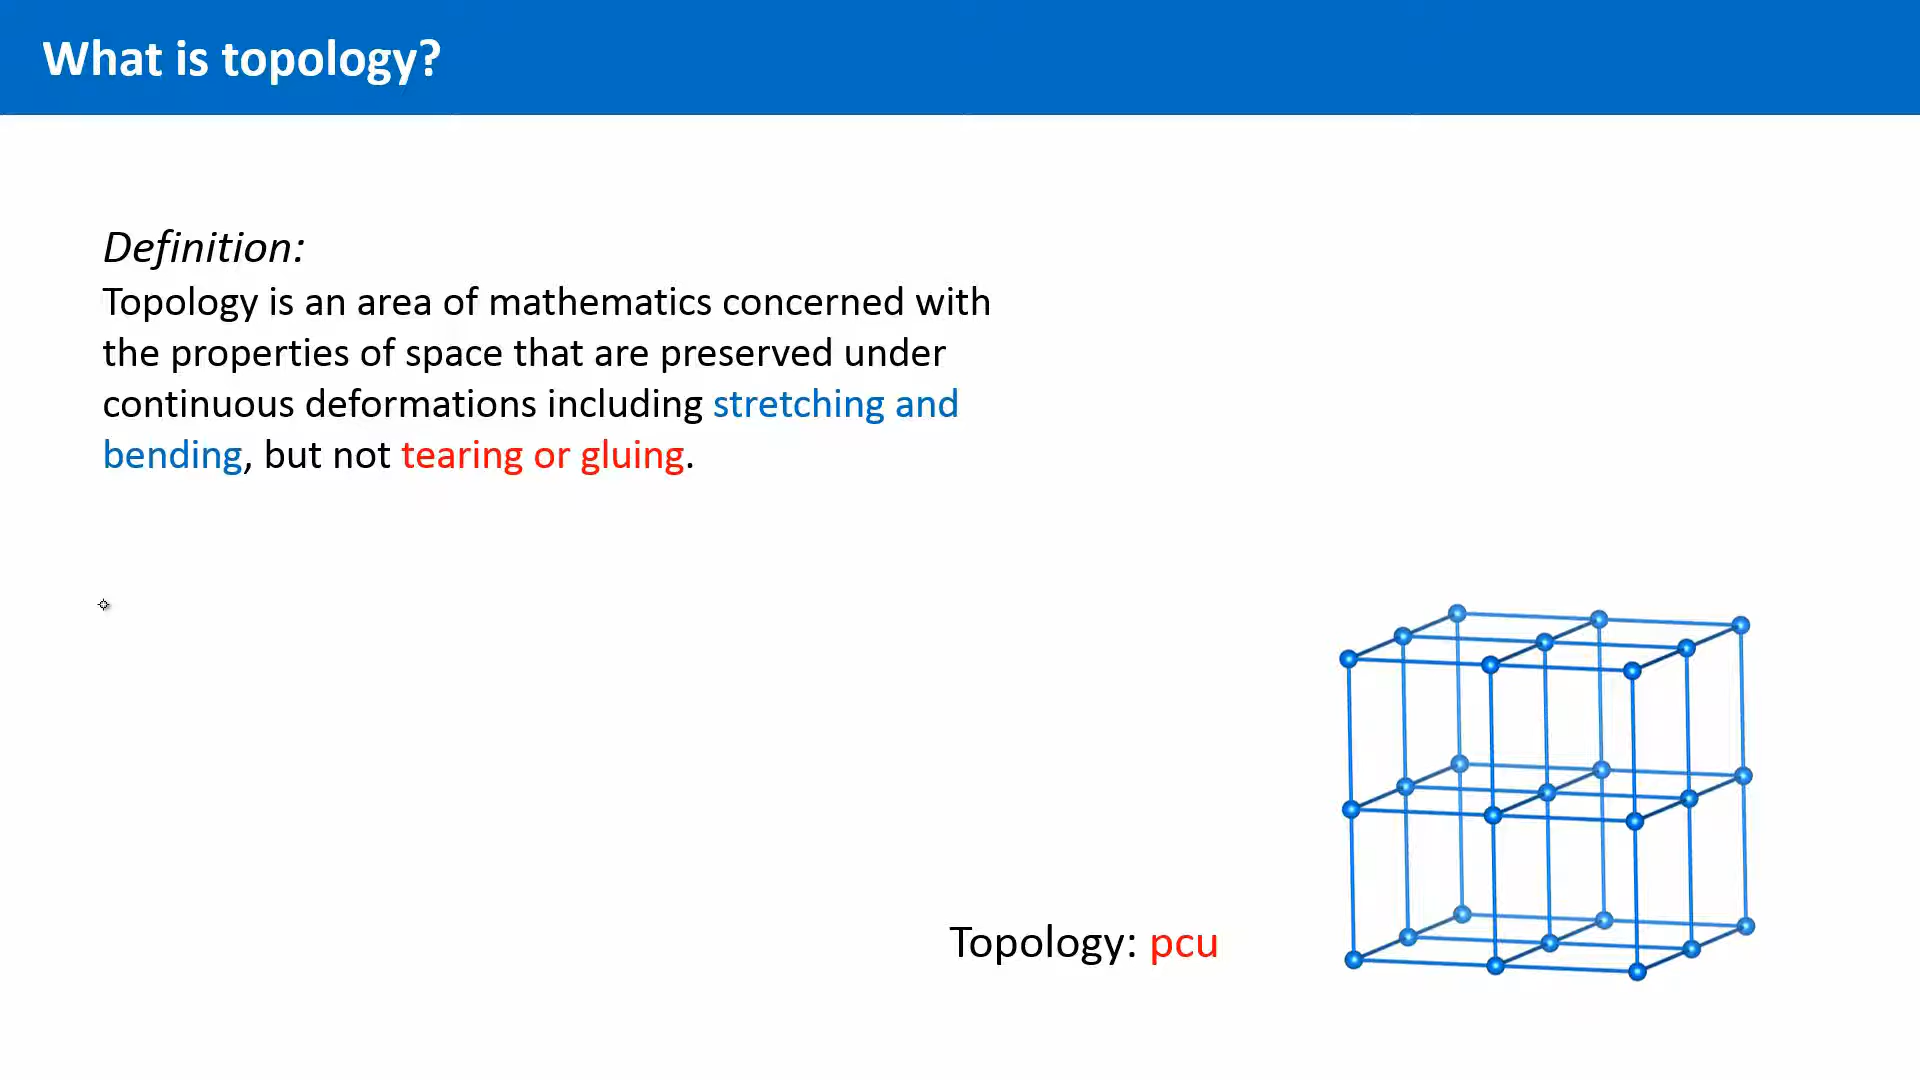 What is topology?
Definition:
Topology is an area of mathematics concerned with
the properties of space that are preserved under
continuous deformations including stretching and
bending, but not tearing or gluing.
Topology: pcu